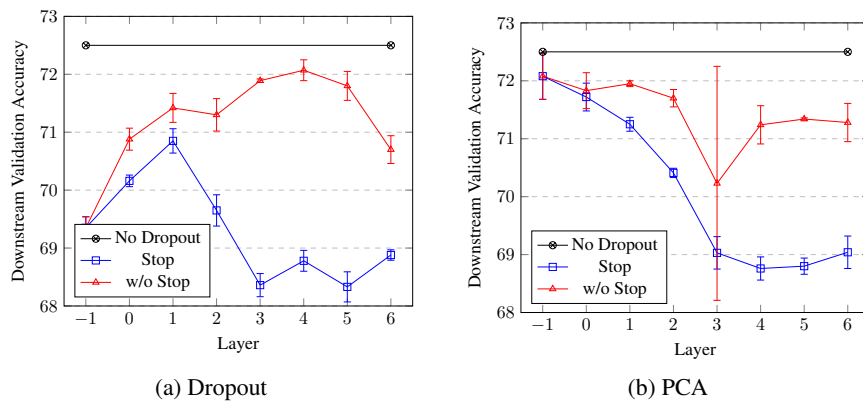 73
72
71
70
69
68
Downstream Validation Accuracy
No Dropout
Stop
w/o Stop
−1 0 1 2 3 4 5 6
Layer
(a) Dropout
73
72
71
70
69
68
Downstream Validation Accuracy
No Dropout
Stop
w/o Stop
−1 0 1 2 3 4 5 6
Layer
(b) PCA